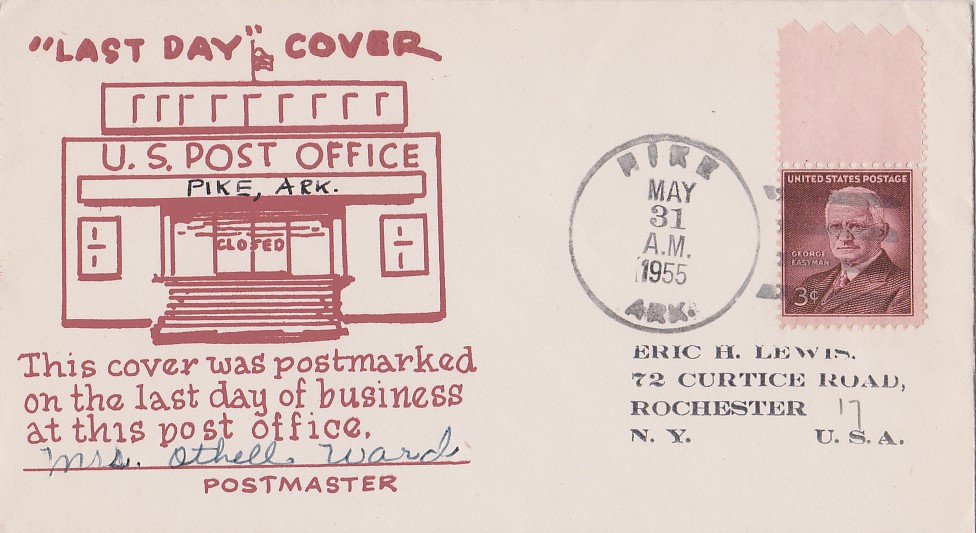 "LAST DAY" COVER
U.S. POST OFFICE
PIKE, ARK.
CLOSED
This cover was postmarked
on the last day of business
at this post office.
Mrs. Othello Ward
POSTMASTER
PIKE
MAY
31
A.M.
1955
ARK.
UNITED STATES POSTAGE
GEORGE
EASTMAN
3¢
ERIC H. LEWIS,
72 CURTICE ROAD,
ROCHESTER 17
N. Y. U. S. A.